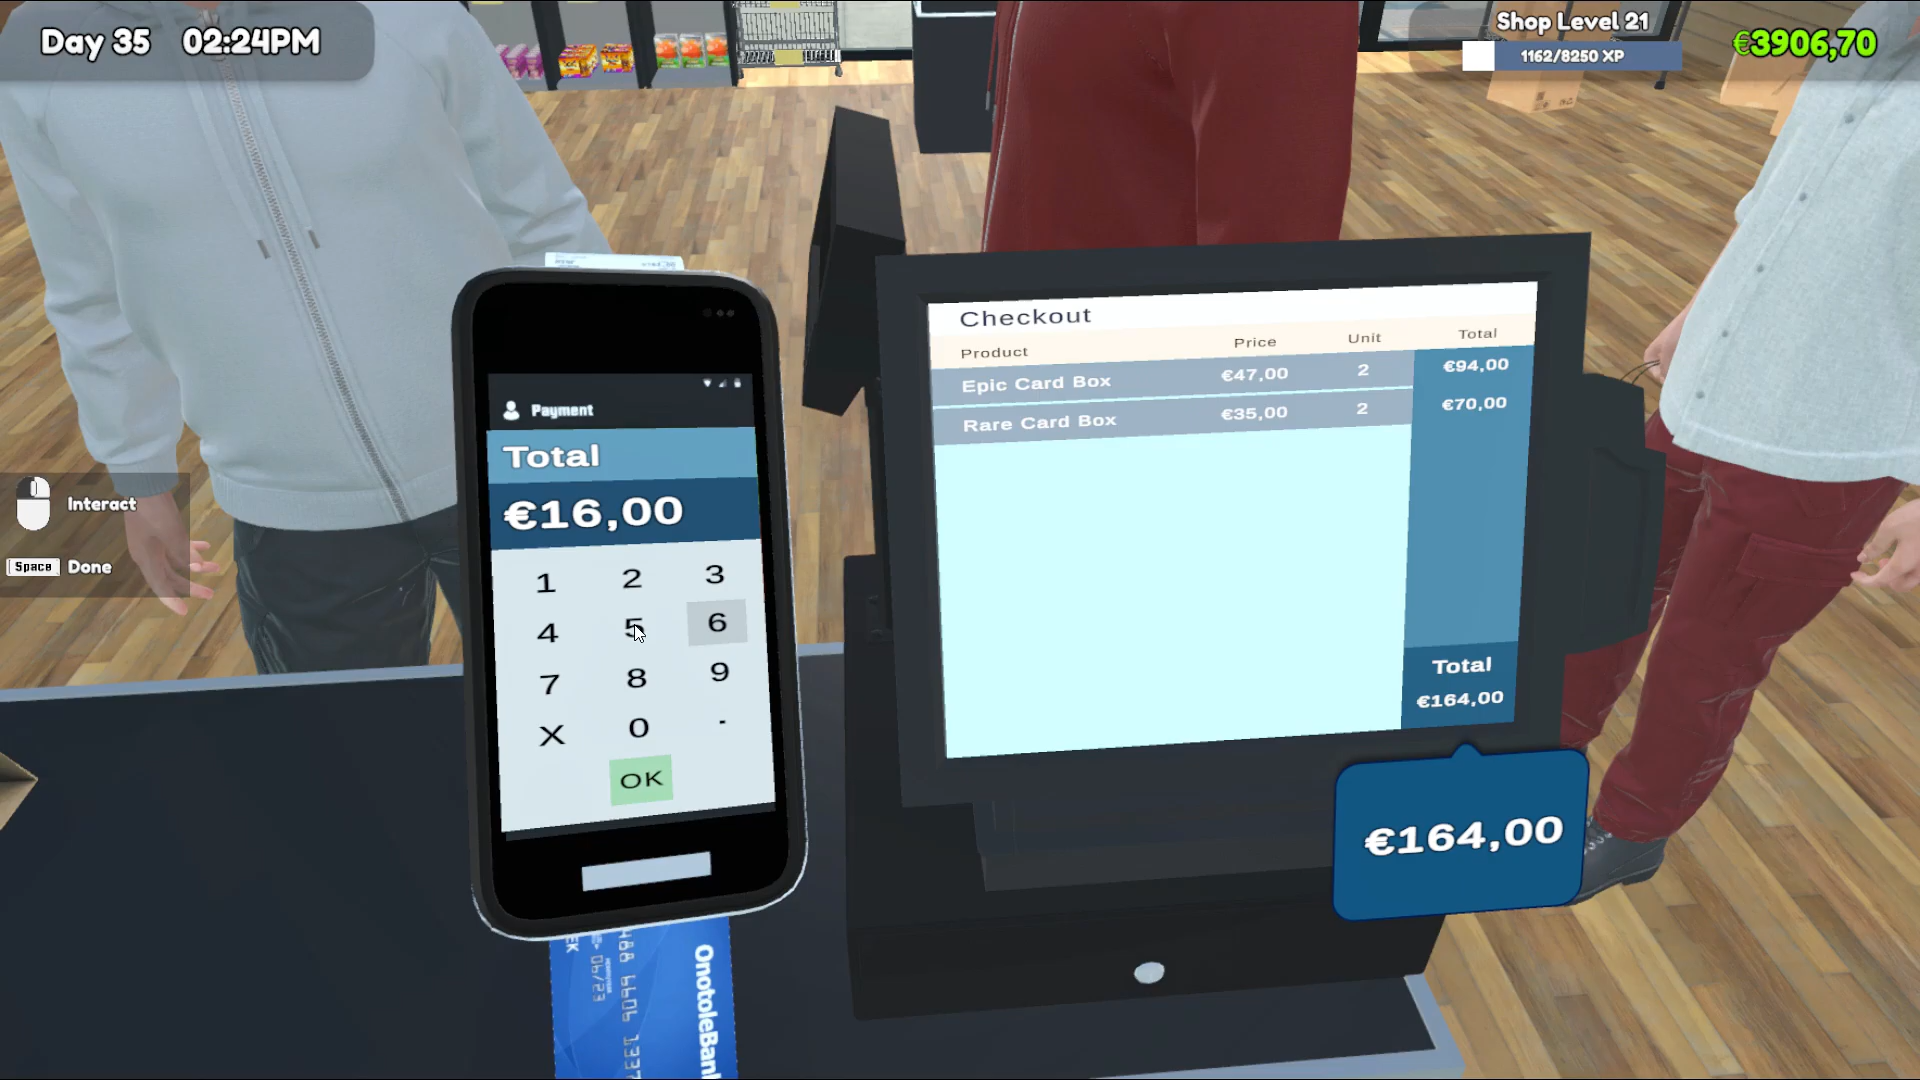 Day 35 02:24PM
Shop Level 21
1162/8250 XP
€3906,70
Interact
Space Done
Payment
Total
€16,00
1 2 3
4 5 6
7 8 9
X 0 .
OK
Checkout
Product Price Unit Total
Epic Card Box €47,00 2 €94,00
Rare Card Box €35,00 2 €70,00
Total
€164,00
€164,00
OnotoleBank
06/23